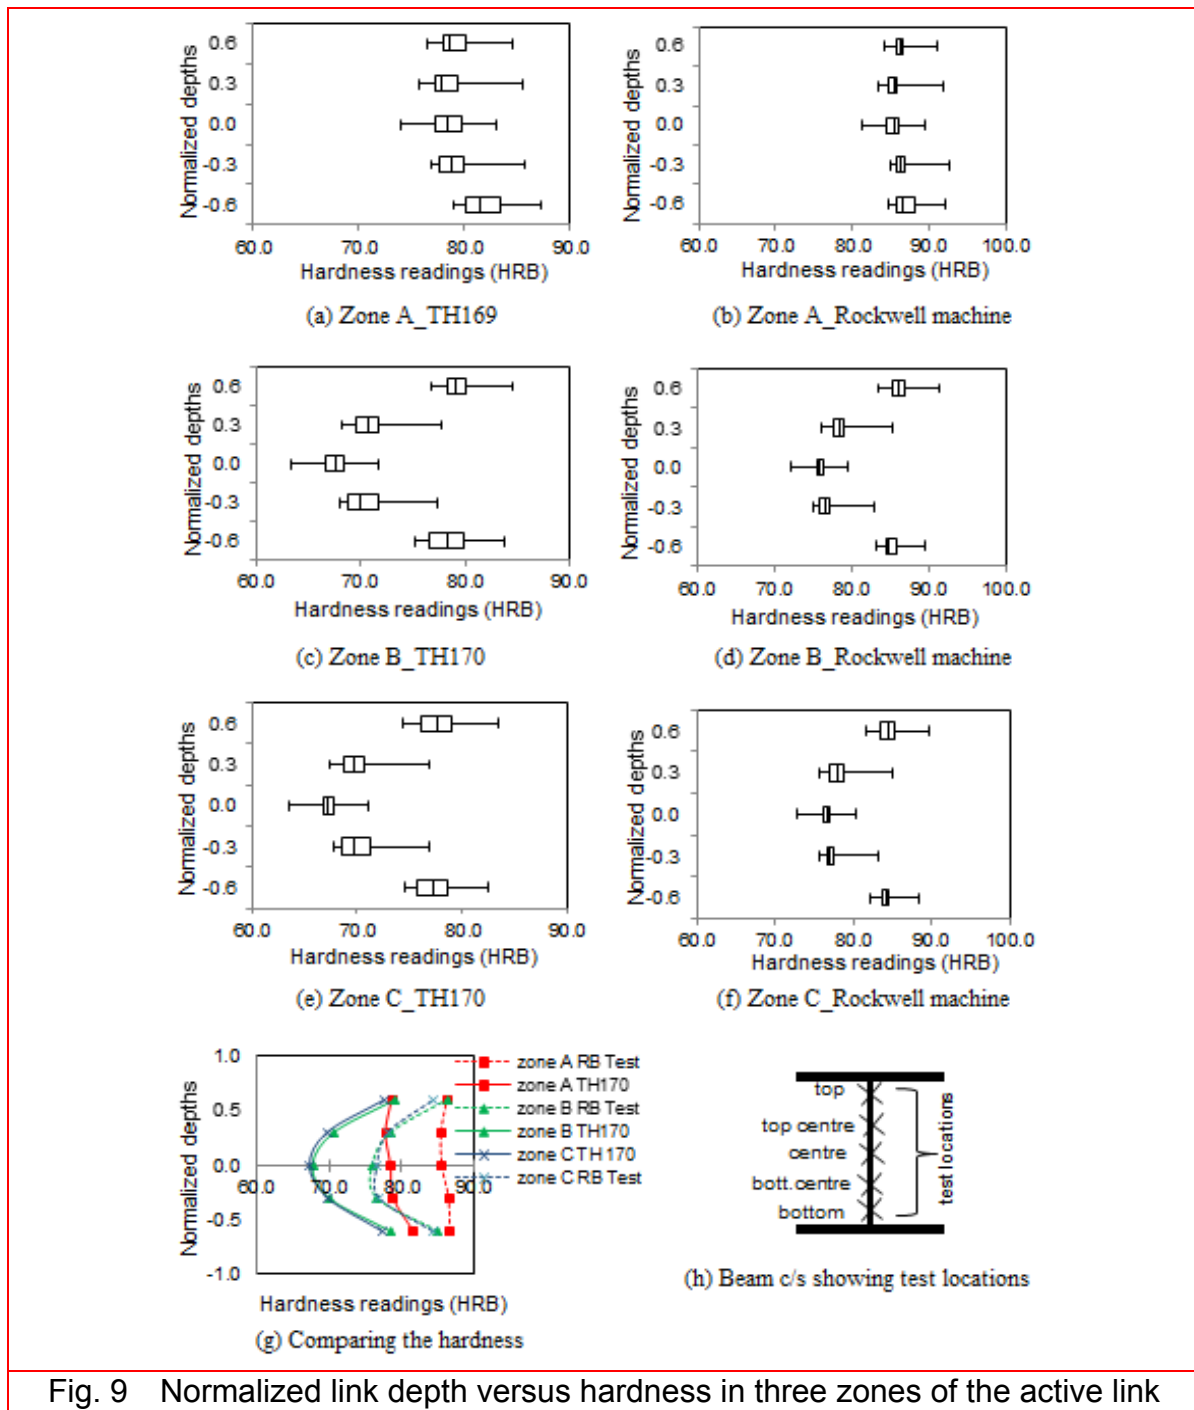 Normalized depths
0.6
0.3
0.0
-0.3
-0.6
60.0 70.0 80.0 90.0
Hardness readings (HRB)
(a) Zone A_TH169
Normalized depths
0.6
0.3
0.0
-0.3
-0.6
60.0 70.0 80.0 90.0 100.0
Hardness readings (HRB)
(b) Zone A_Rockwell machine
Normalized depths
0.6
0.3
0.0
-0.3
-0.6
60.0 70.0 80.0 90.0
Hardness readings (HRB)
(c) Zone B_TH170
Normalized depths
0.6
0.3
0.0
-0.3
-0.6
60.0 70.0 80.0 90.0 100.0
Hardness readings (HRB)
(d) Zone B_Rockwell machine
Normalized depths
0.6
0.3
0.0
-0.3
-0.6
60.0 70.0 80.0 90.0
Hardness readings (HRB)
(e) Zone C_TH170
Normalized depths
0.6
0.3
0.0
-0.3
-0.6
60.0 70.0 80.0 90.0 100.0
Hardness readings (HRB)
(f) Zone C_Rockwell machine
Normalized depths
1.0
0.5
0.0
-0.5
-1.0
60.0 70.0 80.0 90.0
zone A RB Test
zone A TH170
zone B RB Test
zone B TH170
zone C TH 170
zone C RB Test
Hardness readings (HRB)
(g) Comparing the hardness
top
top centre
centre
bott.centre
bottom
test locations
(h) Beam c/s showing test locations
Fig. 9 Normalized link depth versus hardness in three zones of the active link